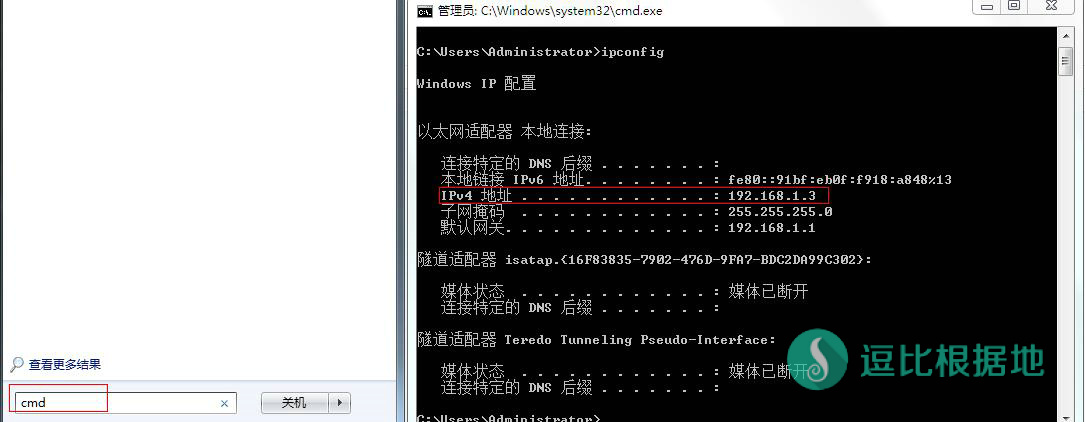 管理员: C:\Windows\system32\cmd.exe
C:\Users\Administrator>ipconfig
Windows IP 配置
以太网适配器 本地连接:
连接特定的 DNS 后缀 . . . . . . . :
本地链接 IPv6 地址. . . . . . . . : fe80::91bf:eb0f:f918:a848%13
IPv4 地址 . . . . . . . . . . . . : 192.168.1.3
子网掩码 . . . . . . . . . . . . : 255.255.255.0
默认网关. . . . . . . . . . . . . : 192.168.1.1
隧道适配器 isatap.{16F83835-7902-476D-9FA7-BDC2DA99C302}:
媒体状态 . . . . . . . . . . . . : 媒体已断开
连接特定的 DNS 后缀 . . . . . . . :
隧道适配器 Teredo Tunneling Pseudo-Interface:
媒体状态 . . . . . . . . . . . . : 媒体已断开
连接特定的 DNS 后缀 . . . . . . . :
C:\Users\Administrator>
查看更多结果
cmd
关机
逗比根据地